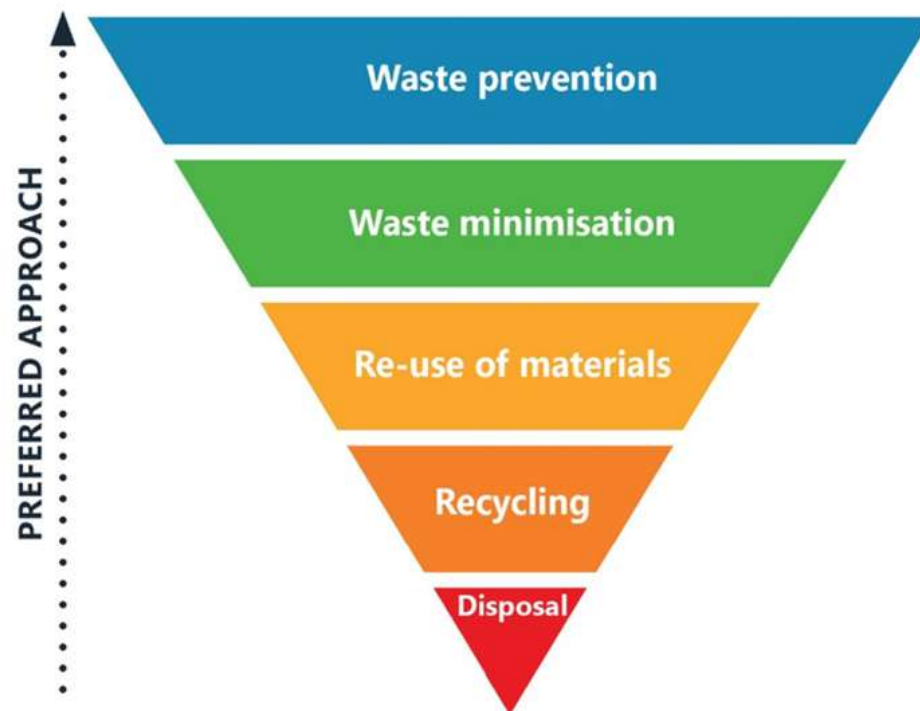 PREFERRED APPROACH
Waste prevention
Waste minimisation
Re-use of materials
Recycling
Disposal